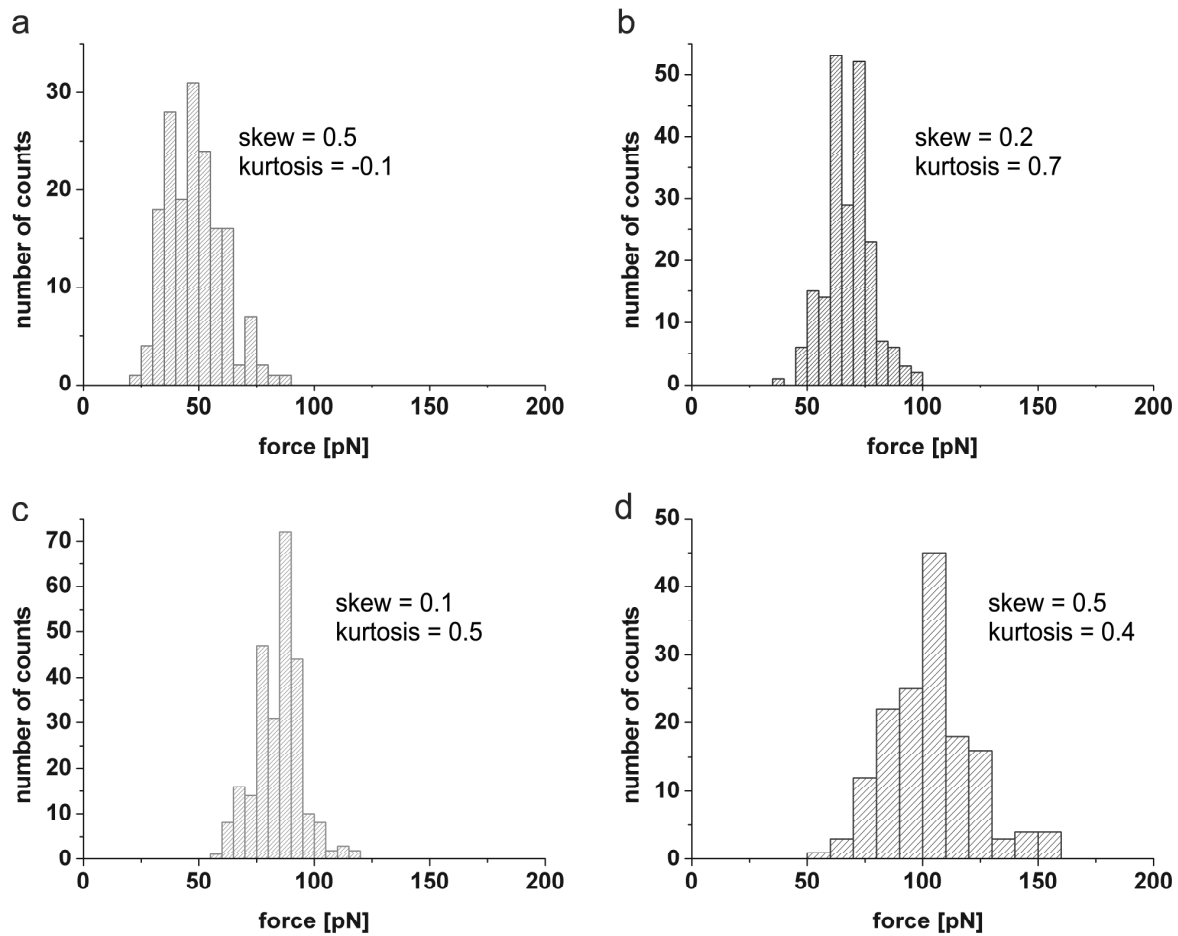 a
number of counts
30
20
10
0
skew = 0.5
kurtosis = -0.1
0 50 100 150 200
force [pN]
b
number of counts
50
40
30
20
10
0
skew = 0.2
kurtosis = 0.7
0 50 100 150 200
force [pN]
c
number of counts
70
60
50
40
30
20
10
0
skew = 0.1
kurtosis = 0.5
0 50 100 150 200
force [pN]
d
number of counts
50
40
30
20
10
0
skew = 0.5
kurtosis = 0.4
0 50 100 150 200
force [pN]